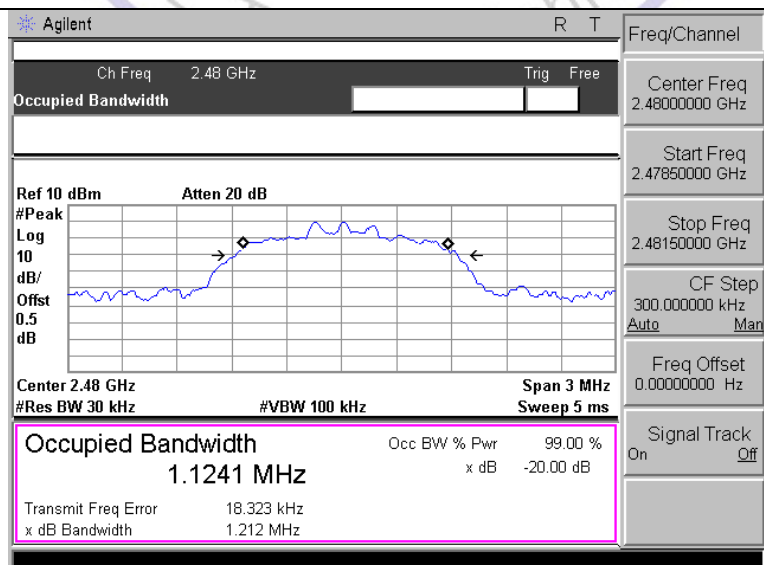 Agilent R T
Ch Freq 2.48 GHz Trig Free
Occupied Bandwidth
Ref 10 dBm Atten 20 dB
#Peak
Log
10
dB/
Offst
0.5
dB
Center 2.48 GHz Span 3 MHz
#Res BW 30 kHz #VBW 100 kHz Sweep 5 ms
Occupied Bandwidth Occ BW % Pwr 99.00 %
1.1241 MHz x dB -20.00 dB
Transmit Freq Error 18.323 kHz
x dB Bandwidth 1.212 MHz
Freq/Channel
Center Freq
2.48000000 GHz
Start Freq
2.47850000 GHz
Stop Freq
2.48150000 GHz
CF Step
300.000000 kHz
Auto Man
Freq Offset
0.00000000 Hz
Signal Track
On Off